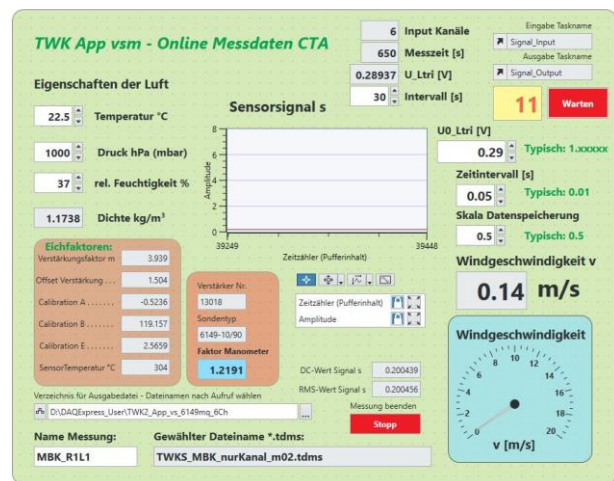 TWK App vsm - Online Messdaten CTA
6 Input Kanäle
650 Messzeit [s]
0.28937 U_Ltri [V]
30 Intervall [s]
Eingabe Taskname
Signal_Input
Ausgabe Taskname
Signal_Output
11 Warten
Eigenschaften der Luft
22.5 Temperatur °C
1000 Druck hPa (mbar)
37 rel. Feuchtigkeit %
1.1738 Dichte kg/m³
Sensorsignal s
Amplitude
8
6
4
2
0
39249 39448
Zeitzähler (Pufferinhalt)
U0_Ltri [V]
0.29 Typisch: 1.xxxxx
Zeitintervall [s]
0.05 Typisch: 0.01
Skala Datenspeicherung
0.5 Typisch: 0.5
Windgeschwindigkeit v
0.14 m/s
Eichfaktoren:
Verstärkungsfaktor m 3.939
Offset Verstärkung . . . 1.504
Calibration A . . . . . . . -0.5236
Calibration B . . . . . . . 119.157
Calibration E . . . . . . . 2.5659
SensorTemperatur °C 304
Verstärker Nr.
13018
Sondentyp
6149-10/90
Faktor Manometer
1.2191
Zeitzähler (Pufferinhalt)
Amplitude
DC-Wert Signal s 0.200439
RMS-Wert Signal s 0.200456
Messung beenden
Stopp
Windgeschwindigkeit
0 2 4 6 8 10 12 14 16 18 20
v [m/s]
Verzeichnis für Ausgabedatei - Dateinamen nach Aufruf wählen
D:\DAQExpress_User\TWK2_App_vs_6149mq_6Ch ...
Name Messung: Gewählter Dateiname *.tdms:
MBK_R1L1 TWKS_MBK_nurKanal_m02.tdms